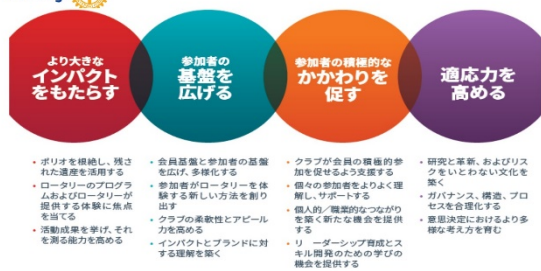 より大きな
インパクト
をもたらす
参加者の
基盤を
広げる
参加者の積極的な
かかわりを
促す
適応力を
高める
• ポリオを根絶し、残さ
れた遺産を活用する
• ロータリーのプログラ
ムおよびロータリーが
提供する体験に焦点
を当てる
• 活動成果を挙げ、それ
を測る能力を高める
• 会員基盤と参加者の基盤
を広げ、多様化する
• 参加者がロータリーを体
験する新しい方法を創り
出す
• クラブの柔軟性とアピール
力を高める
• インパクトとブランドに対
する理解を築く
• クラブが会員の積極的参
加を促せるよう支援する
• 個々の参加者をよりよく理
解し、サポートする
• 個人的／職業的なつながり
を築く新たな機会を提供
する
• リーダーシップ育成とス
キル開発のための学びの
機会を提供する
• 研究と革新、およびリス
クをいとわない文化を
築く
• ガバナンス、構造、プロ
セスを合理化する
• 意思決定におけるより多
様な考え方を育む